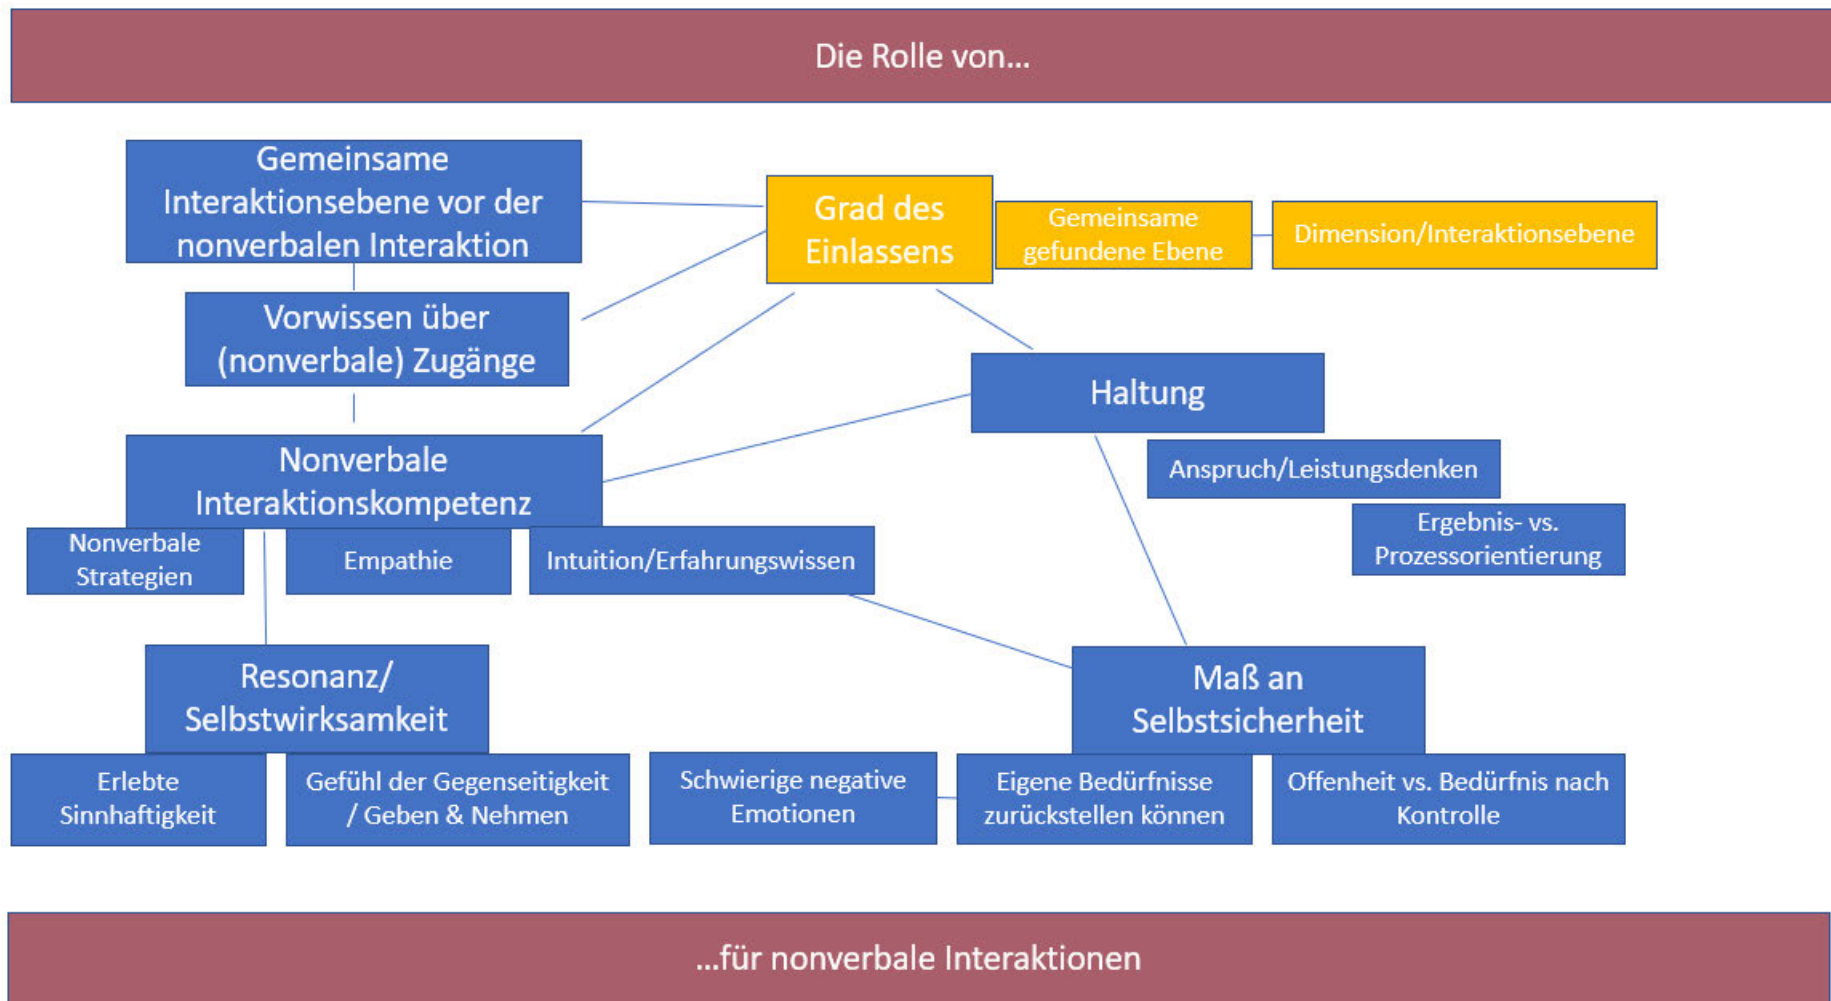 Die Rolle von...
Gemeinsame
Interaktionsebene vor der
nonverbalen Interaktion
Grad des
Einlassens
Gemeinsame
gefundene Ebene
Dimension/Interaktionsebene
Vorwissen über
(nonverbale) Zugänge
Haltung
Anspruch/Leistungsdenken
Ergebnis- vs.
Prozessorientierung
Nonverbale
Interaktionskompetenz
Nonverbale
Strategien
Empathie
Intuition/Erfahrungswissen
Resonanz/
Selbstwirksamkeit
Erlebte
Sinnhaftigkeit
Gefühl der Gegenseitigkeit
/ Geben & Nehmen
Maß an
Selbstsicherheit
Schwierige negative
Emotionen
Eigene Bedürfnisse
zurückstellen können
Offenheit vs. Bedürfnis nach
Kontrolle
...für nonverbale Interaktionen